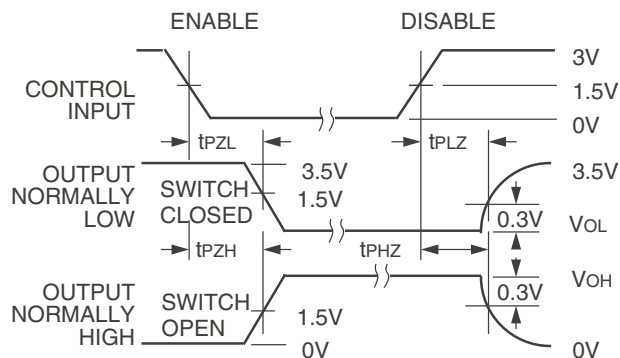 ENABLE DISABLE
3V
CONTROL
INPUT
1.5V
0V
tPZL tPLZ
OUTPUT
NORMALLY
LOW
SWITCH
CLOSED
3.5V
1.5V
3.5V
0.3V
VOL
tPZH tPHZ
VOH
0.3V
OUTPUT
NORMALLY
HIGH
SWITCH
OPEN
1.5V
0V
0V